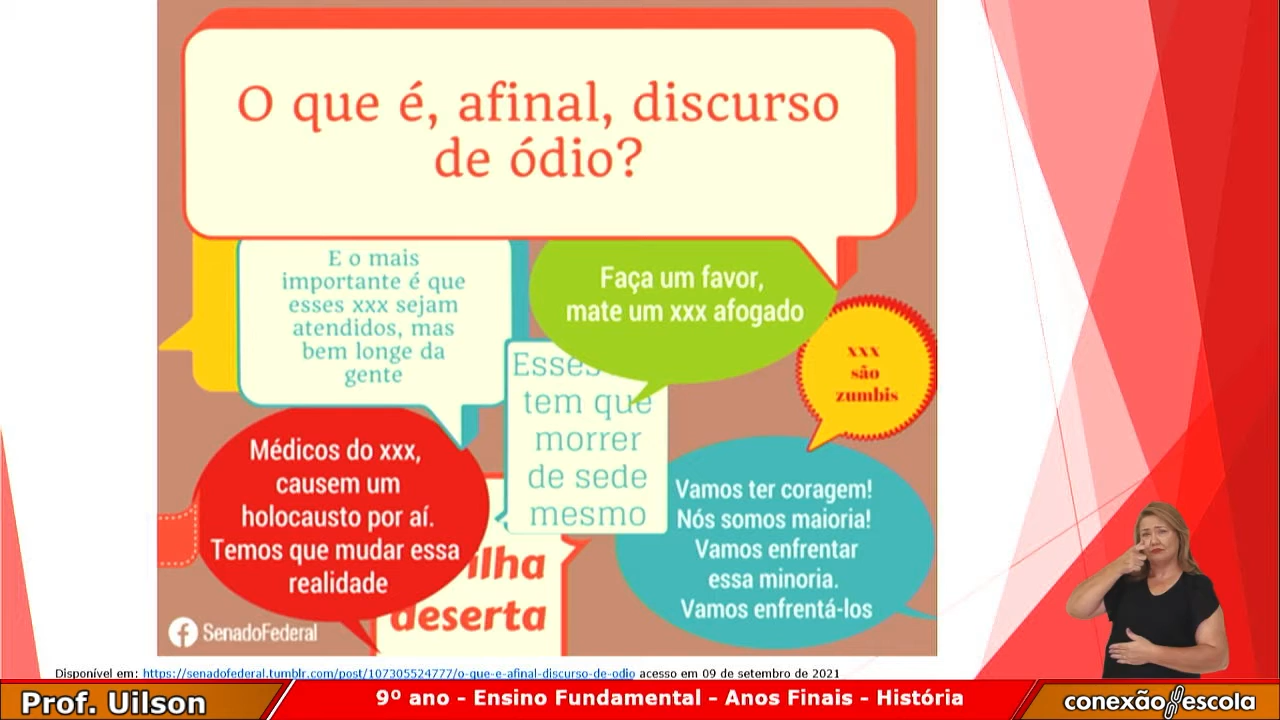 O que é, afinal, discurso
de ódio?
E o mais
importante é que
esses xxx sejam
atendidos, mas
bem longe da
gente
Faça um favor,
mate um xxx afogado
xxx
são
zumbis
Esses
tem que
morrer
de sede
mesmo
Médicos do xxx,
causem um
holocausto por aí.
Temos que mudar essa
realidade
Vamos ter coragem!
Nós somos maioria!
Vamos enfrentar
essa minoria.
Vamos enfrentá-los
ilha
deserta
SenadoFederal
Disponível em: https://senadofederal.tumblr.com/post/107305524777/o-que-e-afinal-discurso-de-odio acesso em 09 de setembro de 2021
Prof. Uilson
9º ano - Ensino Fundamental - Anos Finais - História
conexão escola